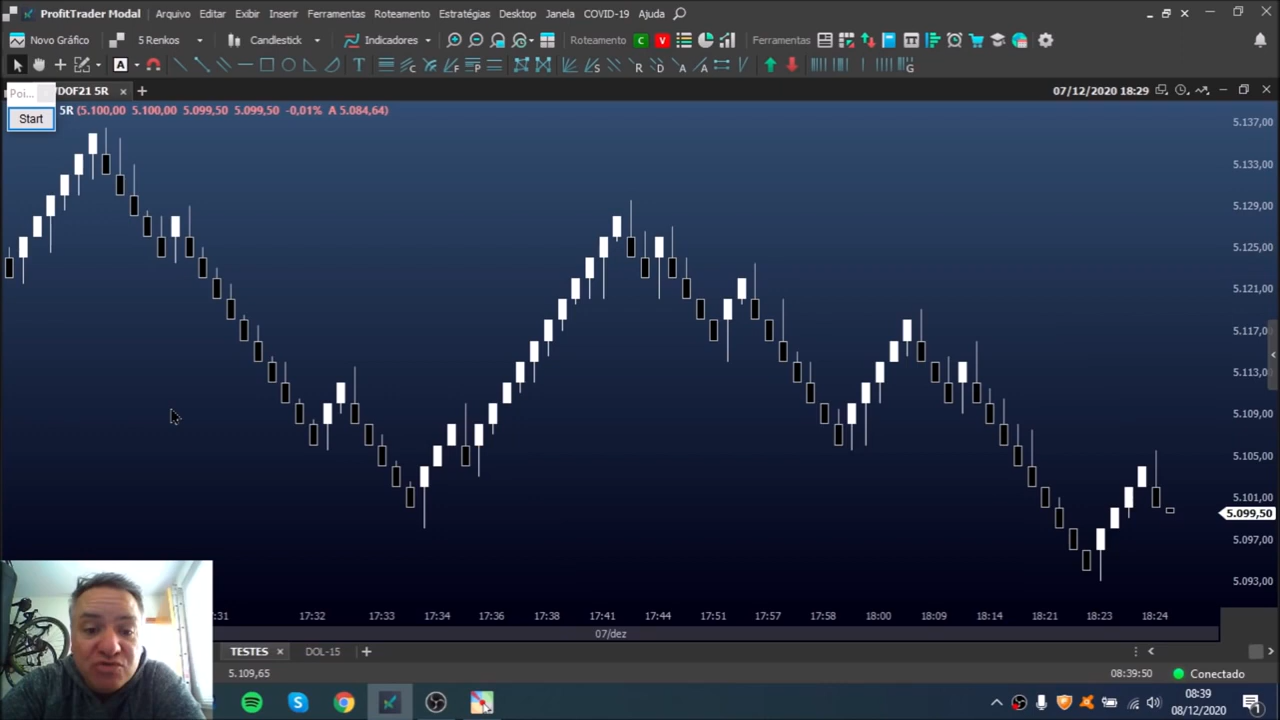 ProfitTrader Modal Arquivo Editar Exibir Inserir Ferramentas Roteamento Estratégias Desktop Janela COVID-19 Ajuda
Novo Gráfico 5 Renkos Candlestick Indicadores Roteamento C V Ferramentas
Poi... DOF21 5R 07/12/2020 18:29
Start 5R (5.100,00 5.100,00 5.099,50 5.099,50 -0,01% A 5.084,64)
5.137,00
5.133,00
5.129,00
5.125,00
5.121,00
5.117,00
5.113,00
5.109,00
5.105,00
5.101,00
5.099,50
5.097,00
5.093,00
:31 17:32 17:33 17:34 17:36 17:38 17:41 17:44 17:51 17:57 17:58 18:00 18:09 18:14 18:21 18:23 18:24
07/dez
TESTES DOL-15
5.109,65 08:39:50 Conectado
08:39
08/12/2020